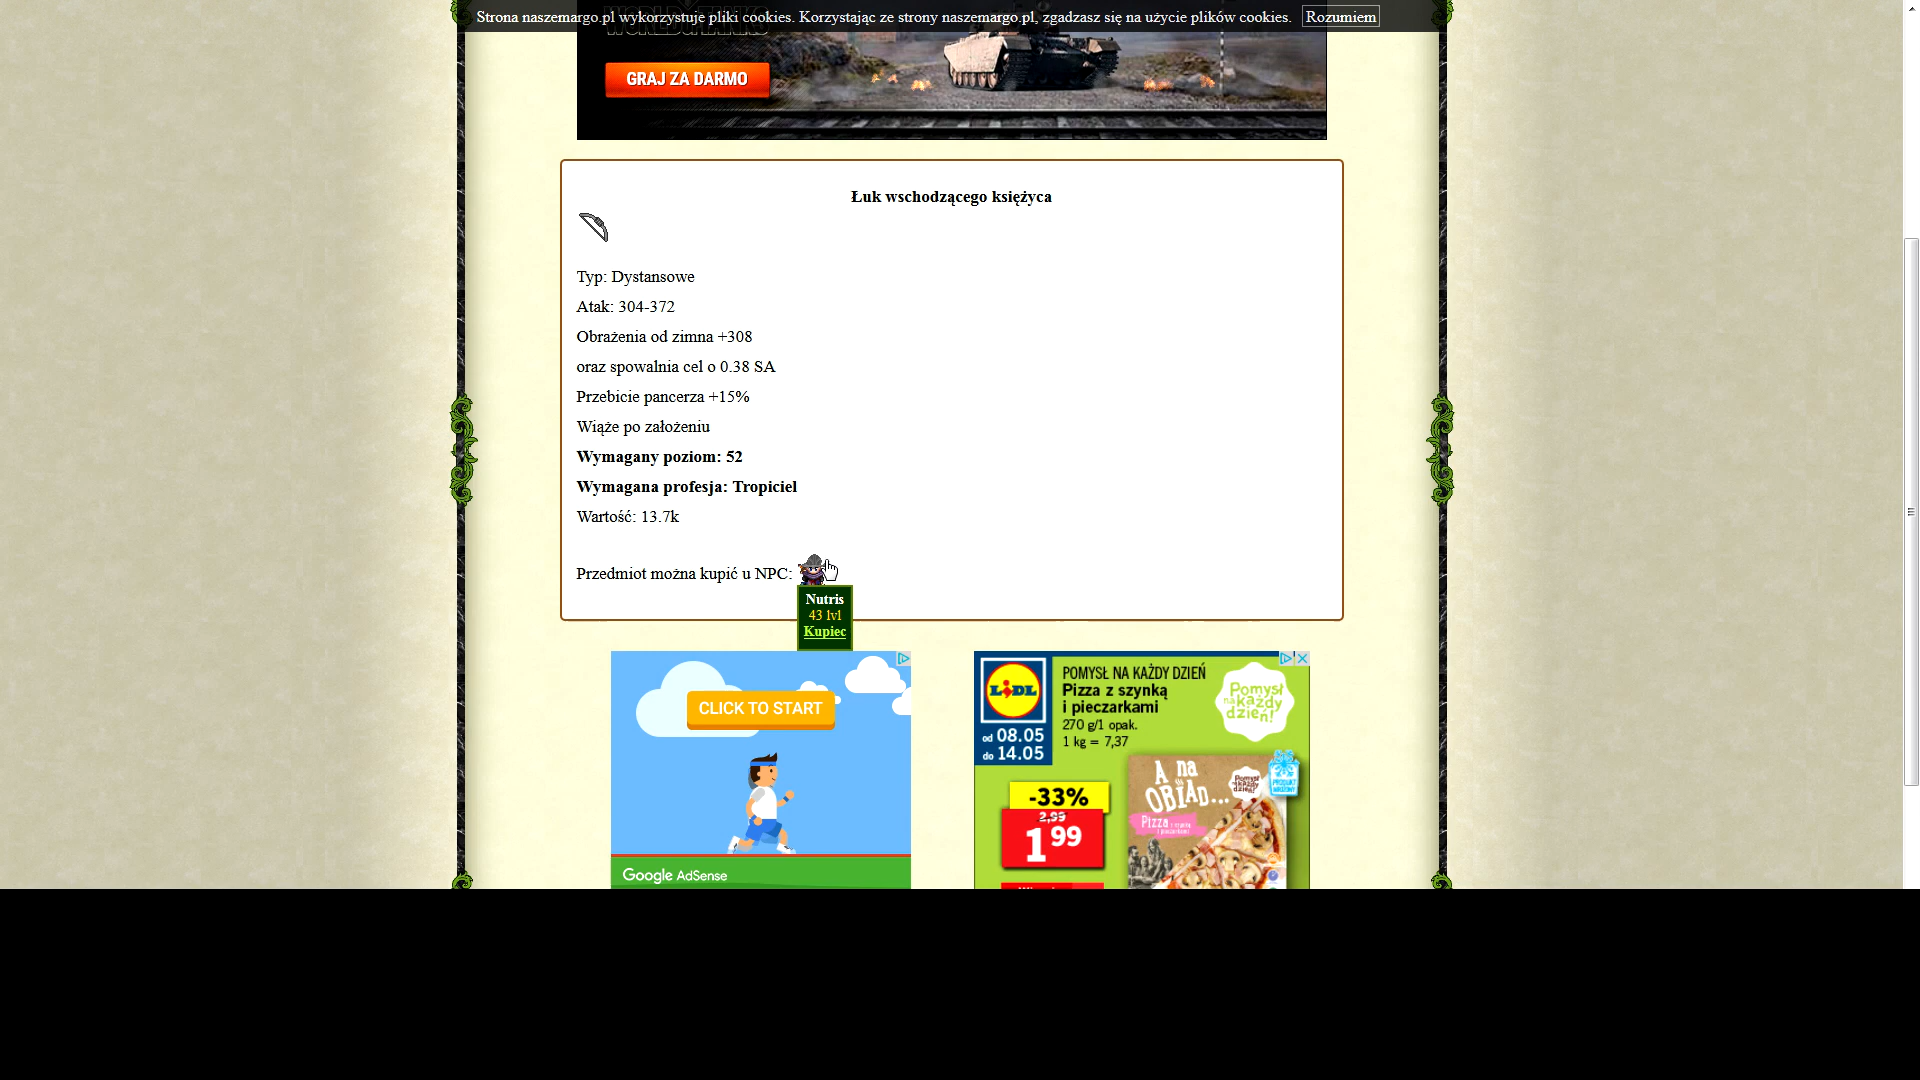 Strona naszemargo.pl wykorzystuje pliki cookies. Korzystając ze strony naszemargo.pl, zgadzasz się na użycie plików cookies. Rozumiem
GRAJ ZA DARMO
Łuk wschodzącego księżyca
Typ: Dystansowe
Atak: 304-372
Obrażenia od zimna +308
oraz spowalnia cel o 0.38 SA
Przebicie pancerza +15%
Wiąże po założeniu
Wymagany poziom: 52
Wymagana profesja: Tropiciel
Wartość: 13.7k
Przedmiot można kupić u NPC:
Nutris
43 lvl
Kupiec
CLICK TO START
Google AdSense
LIDL
od 08.05
do 14.05
POMYSŁ NA KAŻDY DZIEŃ
Pizza z szynką
i pieczarkami
270 g/1 opak.
1 kg = 7,37
Pomysł
na każdy
dzień!
-33%
2,99
1 99
A na
OBIAD...
Pizza